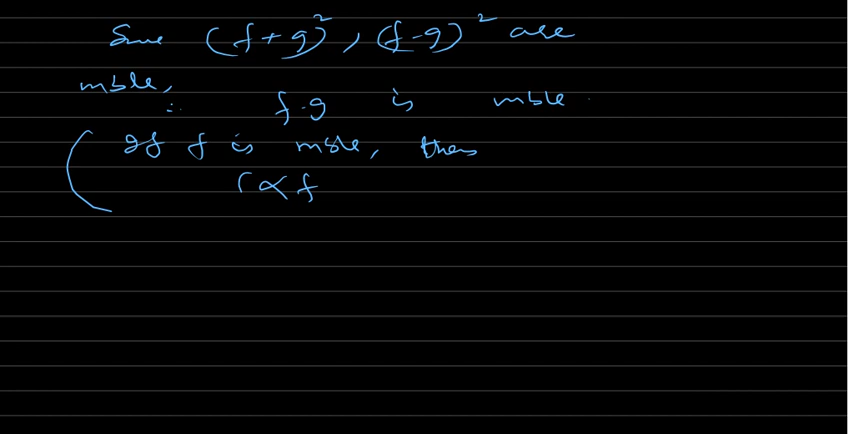 Since (f+g)², (f-g)² are
mble,
∴ f.g is mble.
( If f is mble, then
(αf